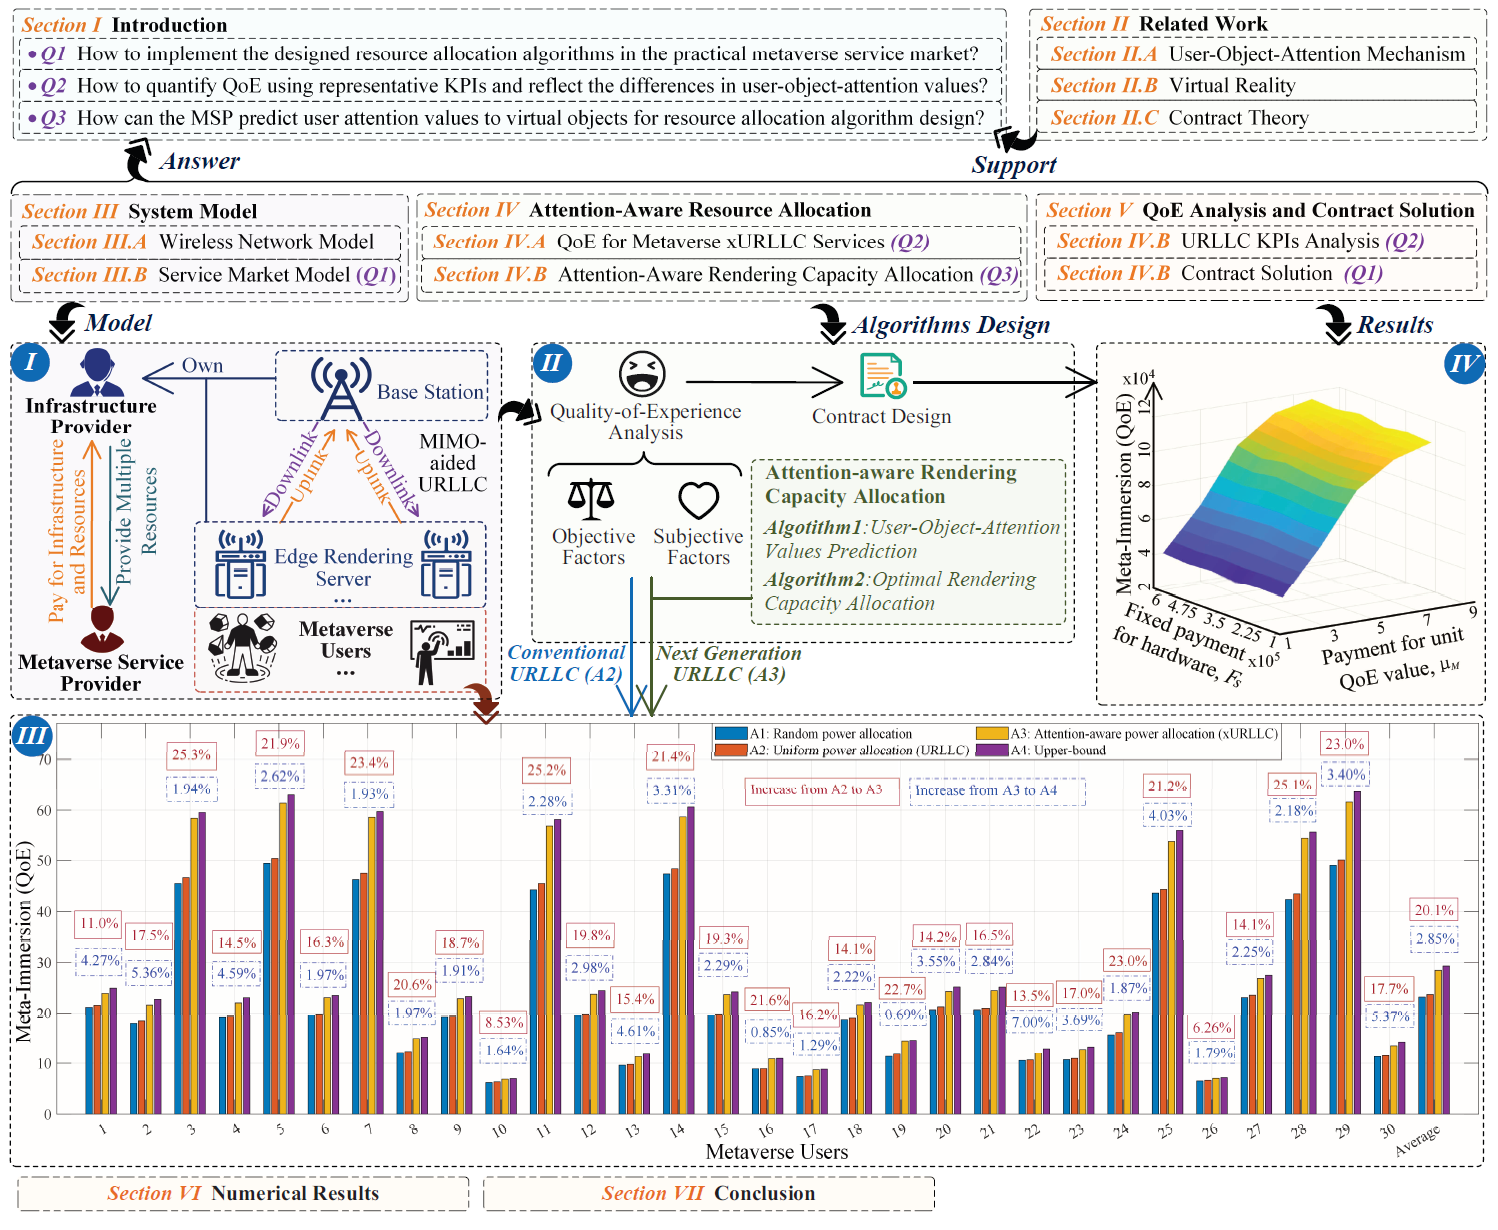 Section I Introduction
• Q1 How to implement the designed resource allocation algorithms in the practical metaverse service market?
• Q2 How to quantify QoE using representative KPIs and reflect the differences in user-object-attention values?
• Q3 How can the MSP predict user attention values to virtual objects for resource allocation algorithm design?
Section II Related Work
Section II.A User-Object-Attention Mechanism
Section II.B Virtual Reality
Section II.C Contract Theory
Answer
Support
Section III System Model
Section III.A Wireless Network Model
Section III.B Service Market Model (Q1)
Section IV Attention-Aware Resource Allocation
Section IV.A QoE for Metaverse xURLLC Services (Q2)
Section IV.B Attention-Aware Rendering Capacity Allocation (Q3)
Section V QoE Analysis and Contract Solution
Section IV.B URLLC KPIs Analysis (Q2)
Section IV.B Contract Solution (Q1)
Model
Algorithms Design
Results
I
Infrastructure
Provider
Own
Base Station
MIMO-
aided
URLLC
Downlink
Uplink
Uplink
Downlink
Pay for Infrastructure
and Resources
Provide Multiple
Resources
Edge Rendering
Server
...
Metaverse
Users
...
Metaverse Service
Provider
II
Quality-of-Experience
Analysis
Contract Design
Objective
Factors
Subjective
Factors
Attention-aware Rendering
Capacity Allocation
Algotithm1:User-Object-Attention
Values Prediction
Algorithm2:Optimal Rendering
Capacity Allocation
Conventional
URLLC (A2)
Next Generation
URLLC (A3)
IV
x10⁴
Meta-Immersion (QoE)
12
10
8
6
4
2
6 4.75 3.5 2.25 1
x10⁵
Fixed payment
for hardware, F_S
1 3 5 7 9
Payment for unit
QoE value, μ_M
III
A1: Random power allocation
A2: Uniform power allocation (URLLC)
A3: Attention-aware power allocation (xURLLC)
A4: Upper-bound
Increase from A2 to A3
Increase from A3 to A4
Meta-Immersion (QoE)
70
60
50
40
30
20
10
0
11.0%
4.27%
17.5%
5.36%
25.3%
1.94%
14.5%
4.59%
21.9%
2.62%
16.3%
1.97%
23.4%
1.93%
20.6%
1.97%
18.7%
1.91%
8.53%
1.64%
25.2%
2.28%
19.8%
2.98%
15.4%
4.61%
21.4%
3.31%
19.3%
2.29%
21.6%
0.85%
16.2%
1.29%
14.1%
2.22%
22.7%
0.69%
14.2%
3.55%
16.5%
2.84%
13.5%
7.00%
17.0%
3.69%
23.0%
1.87%
21.2%
4.03%
6.26%
1.79%
14.1%
2.25%
25.1%
2.18%
23.0%
3.40%
17.7%
5.37%
20.1%
2.85%
1 2 3 4 5 6 7 8 9 10 11 12 13 14 15 16 17 18 19 20 21 22 23 24 25 26 27 28 29 30 Average
Metaverse Users
Section VI Numerical Results
Section VII Conclusion